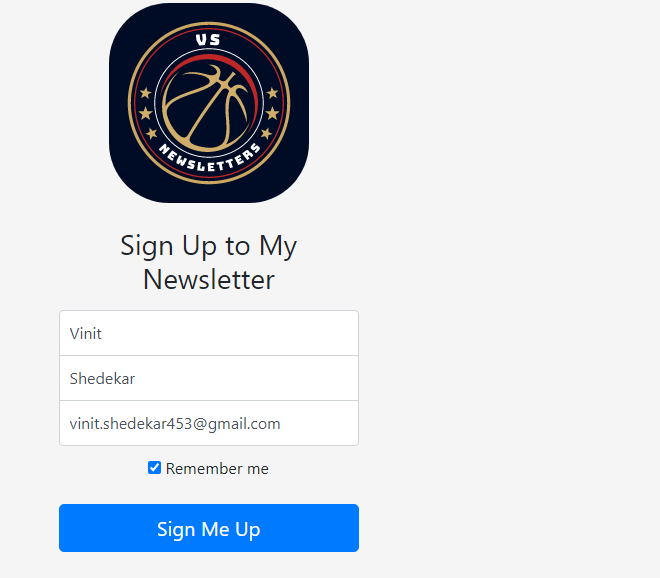 VS
NEWSLETTERS
Sign Up to My
Newsletter
Vinit
Shedekar
vinit.shedekar453@gmail.com
Remember me
Sign Me Up